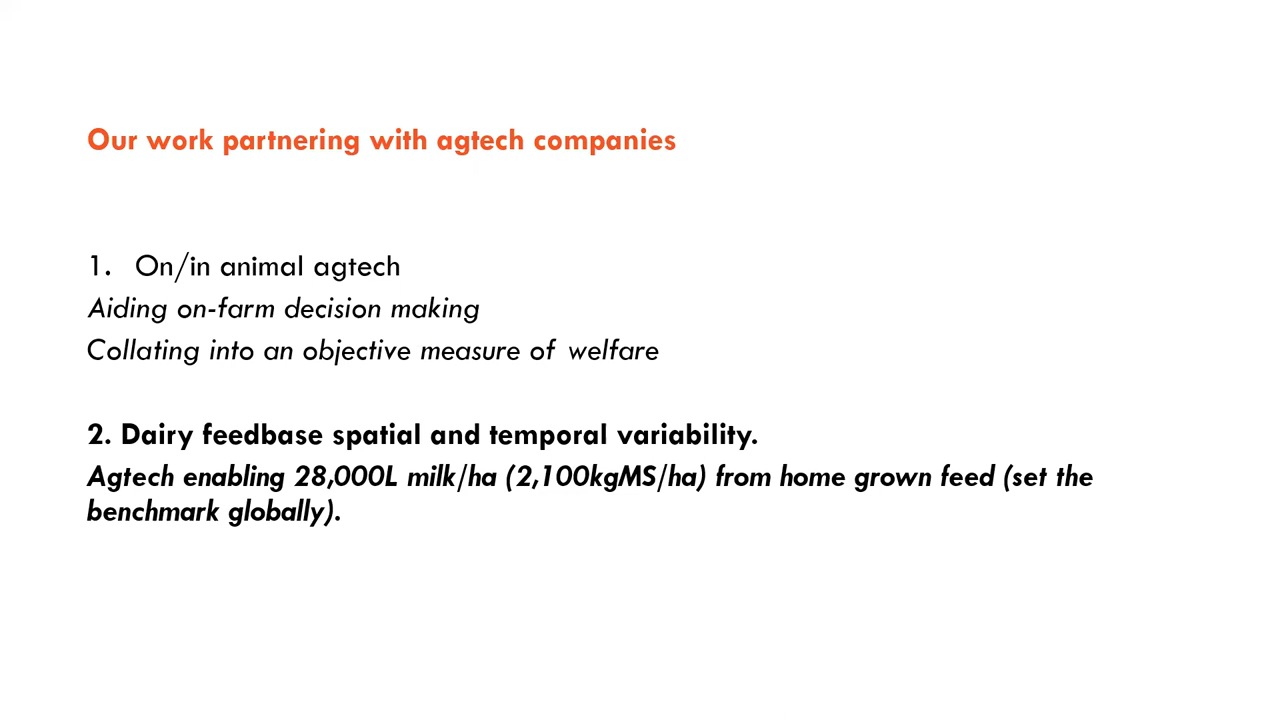 Our work partnering with agtech companies
1. On/in animal agtech
Aiding on-farm decision making
Collating into an objective measure of welfare
2. Dairy feedbase spatial and temporal variability.
Agtech enabling 28,000L milk/ha (2,100kgMS/ha) from home grown feed (set the
benchmark globally).